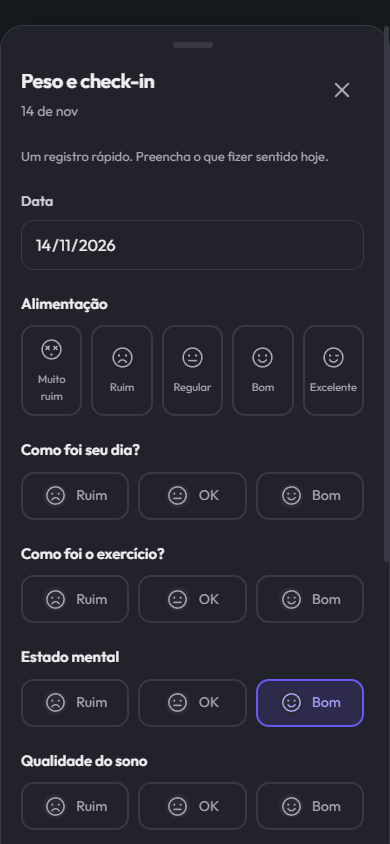 Peso e check-in
14 de nov
Um registro rápido. Preencha o que fizer sentido hoje.
Data
14/11/2026
Alimentação
Muito
ruim
Ruim
Regular
Bom
Excelente
Como foi seu dia?
Ruim
OK
Bom
Como foi o exercício?
Ruim
OK
Bom
Estado mental
Ruim
OK
Bom
Qualidade do sono
Ruim
OK
Bom